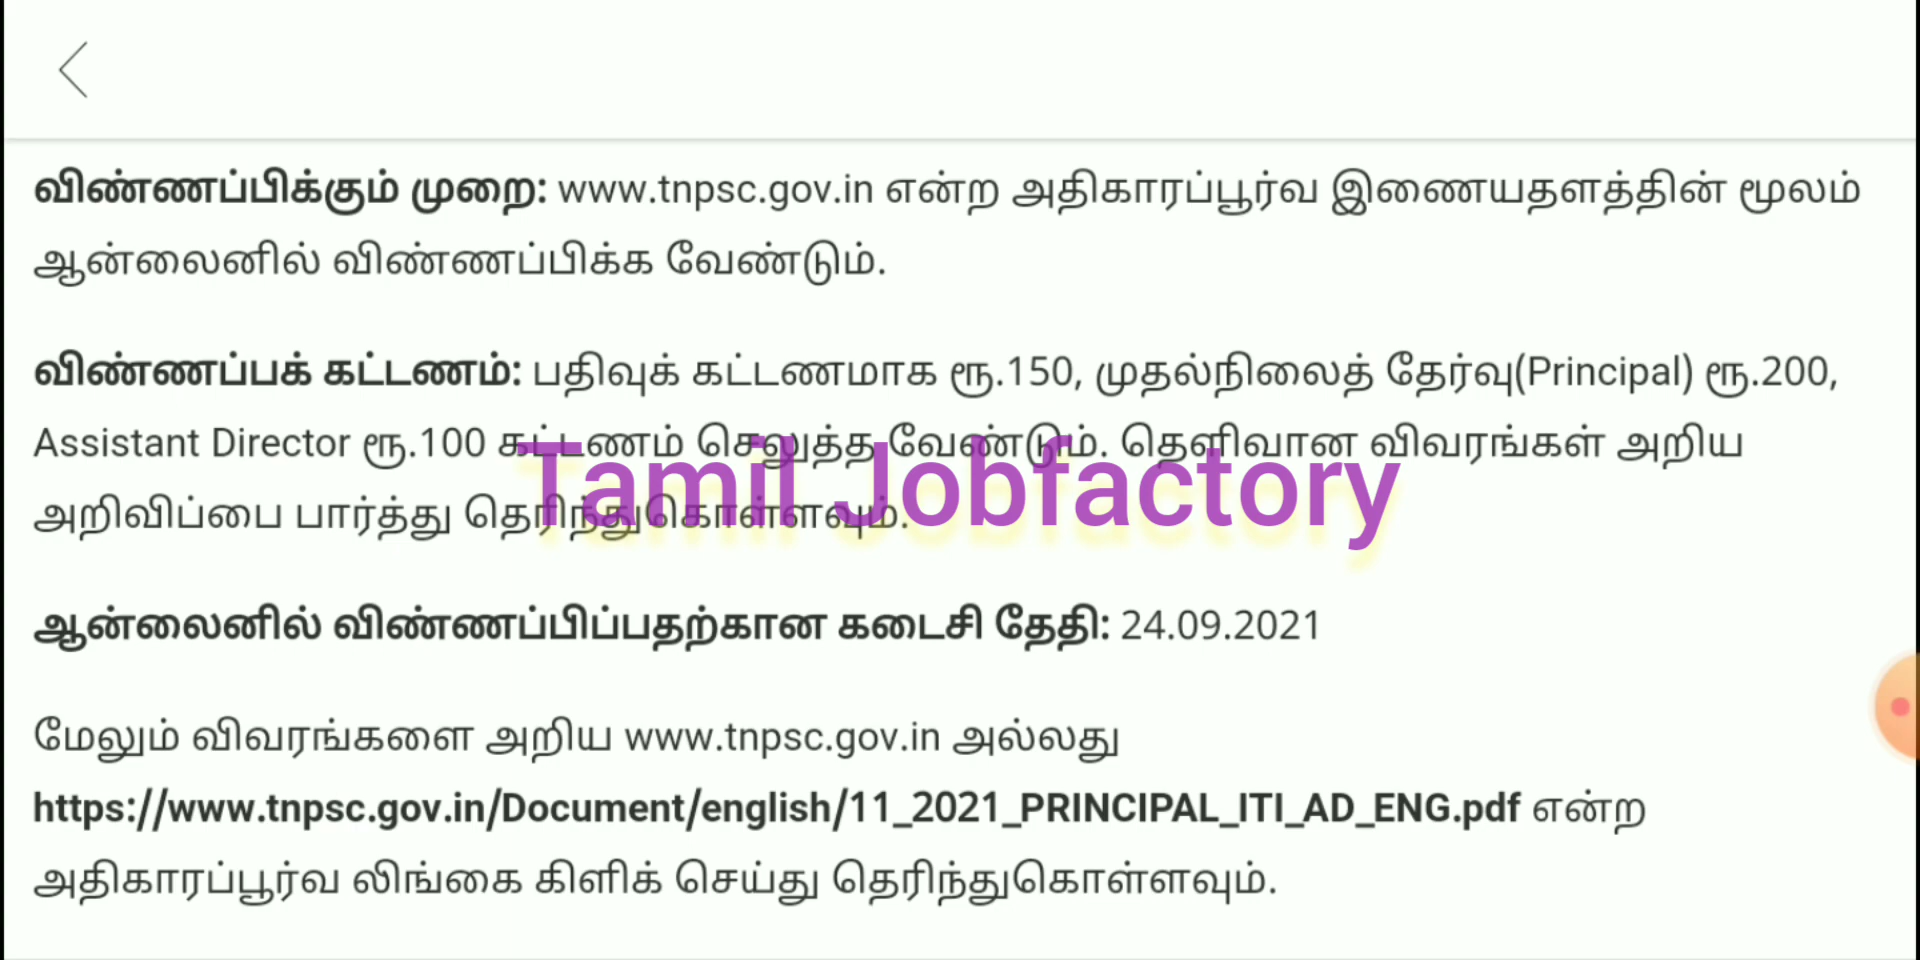 விண்ணப்பிக்கும் முறை: www.tnpsc.gov.in என்ற அதிகாரப்பூர்வ இணையதளத்தின் மூலம்
ஆன்லைனில் விண்ணப்பிக்க வேண்டும்.
விண்ணப்பக் கட்டணம்: பதிவுக் கட்டணமாக ரூ.150, முதல்நிலைத் தேர்வு(Principal) ரூ.200,
Assistant Director ரூ.100 கட்டணம் செலுத்த வேண்டும். தெளிவான விவரங்கள் அறிய
Tamil Jobfactory
அறிவிப்பை பார்த்து தெரிந்துகொள்ளவும்.
ஆன்லைனில் விண்ணப்பிப்பதற்கான கடைசி தேதி: 24.09.2021
மேலும் விவரங்களை அறிய www.tnpsc.gov.in அல்லது
https://www.tnpsc.gov.in/Document/english/11_2021_PRINCIPAL_ITI_AD_ENG.pdf என்ற
அதிகாரப்பூர்வ லிங்கை கிளிக் செய்து தெரிந்துகொள்ளவும்.